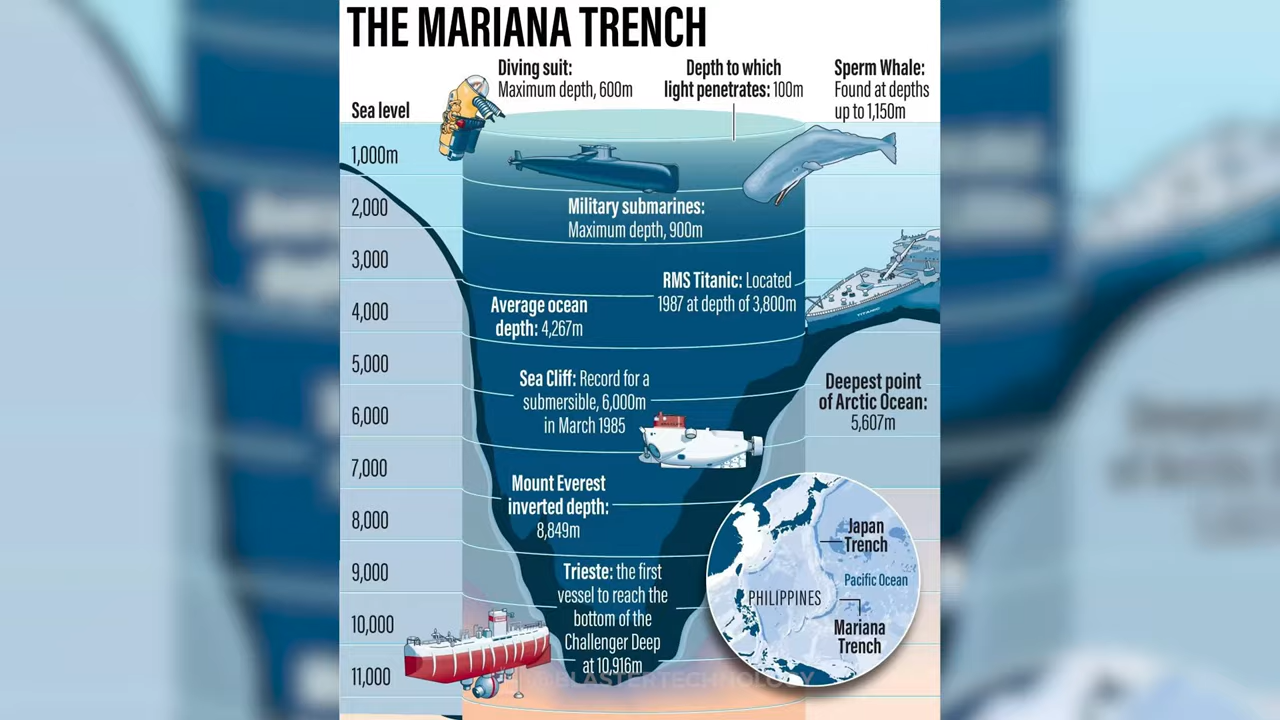 THE MARIANA TRENCH
Diving suit:
Maximum depth, 600m
Depth to which
light penetrates: 100m
Sperm Whale:
Found at depths
up to 1,150m
Sea level
1,000m
2,000
3,000
4,000
5,000
6,000
7,000
8,000
9,000
10,000
11,000
Military submarines:
Maximum depth, 900m
RMS Titanic: Located
1987 at depth of 3,800m
TITANIC
Average ocean
depth: 4,267m
Sea Cliff: Record for a
submersible, 6,000m
in March 1985
Deepest point
of Arctic Ocean:
5,607m
Mount Everest
inverted depth:
8,849m
Trieste: the first
vessel to reach the
bottom of the
Challenger Deep
at 10,916m
Japan
Trench
Pacific Ocean
PHILIPPINES
Mariana
Trench
@BLASTERTECHNOLOGY